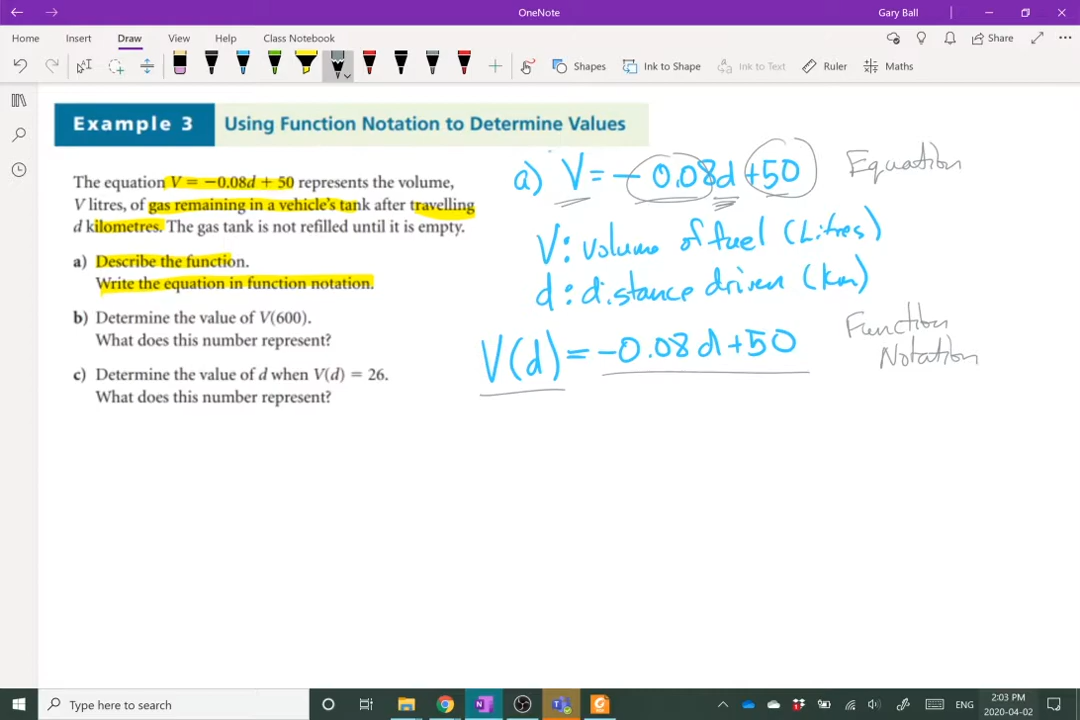 OneNote
Gary Ball
Home Insert Draw View Help Class Notebook
Share
Shapes Ink to Shape Ink to Text Ruler Maths
Example 3 Using Function Notation to Determine Values
The equation V = −0.08d + 50 represents the volume,
V litres, of gas remaining in a vehicle's tank after travelling
d kilometres. The gas tank is not refilled until it is empty.
a) Describe the function.
Write the equation in function notation.
b) Determine the value of V(600).
What does this number represent?
c) Determine the value of d when V(d) = 26.
What does this number represent?
a) V = − 0.08d +50 Equation
V: volume of fuel (Litres)
d: distance driven (km)
V(d) = −0.08d+50 Function
Notation
Type here to search
ENG
2:03 PM
2020-04-02